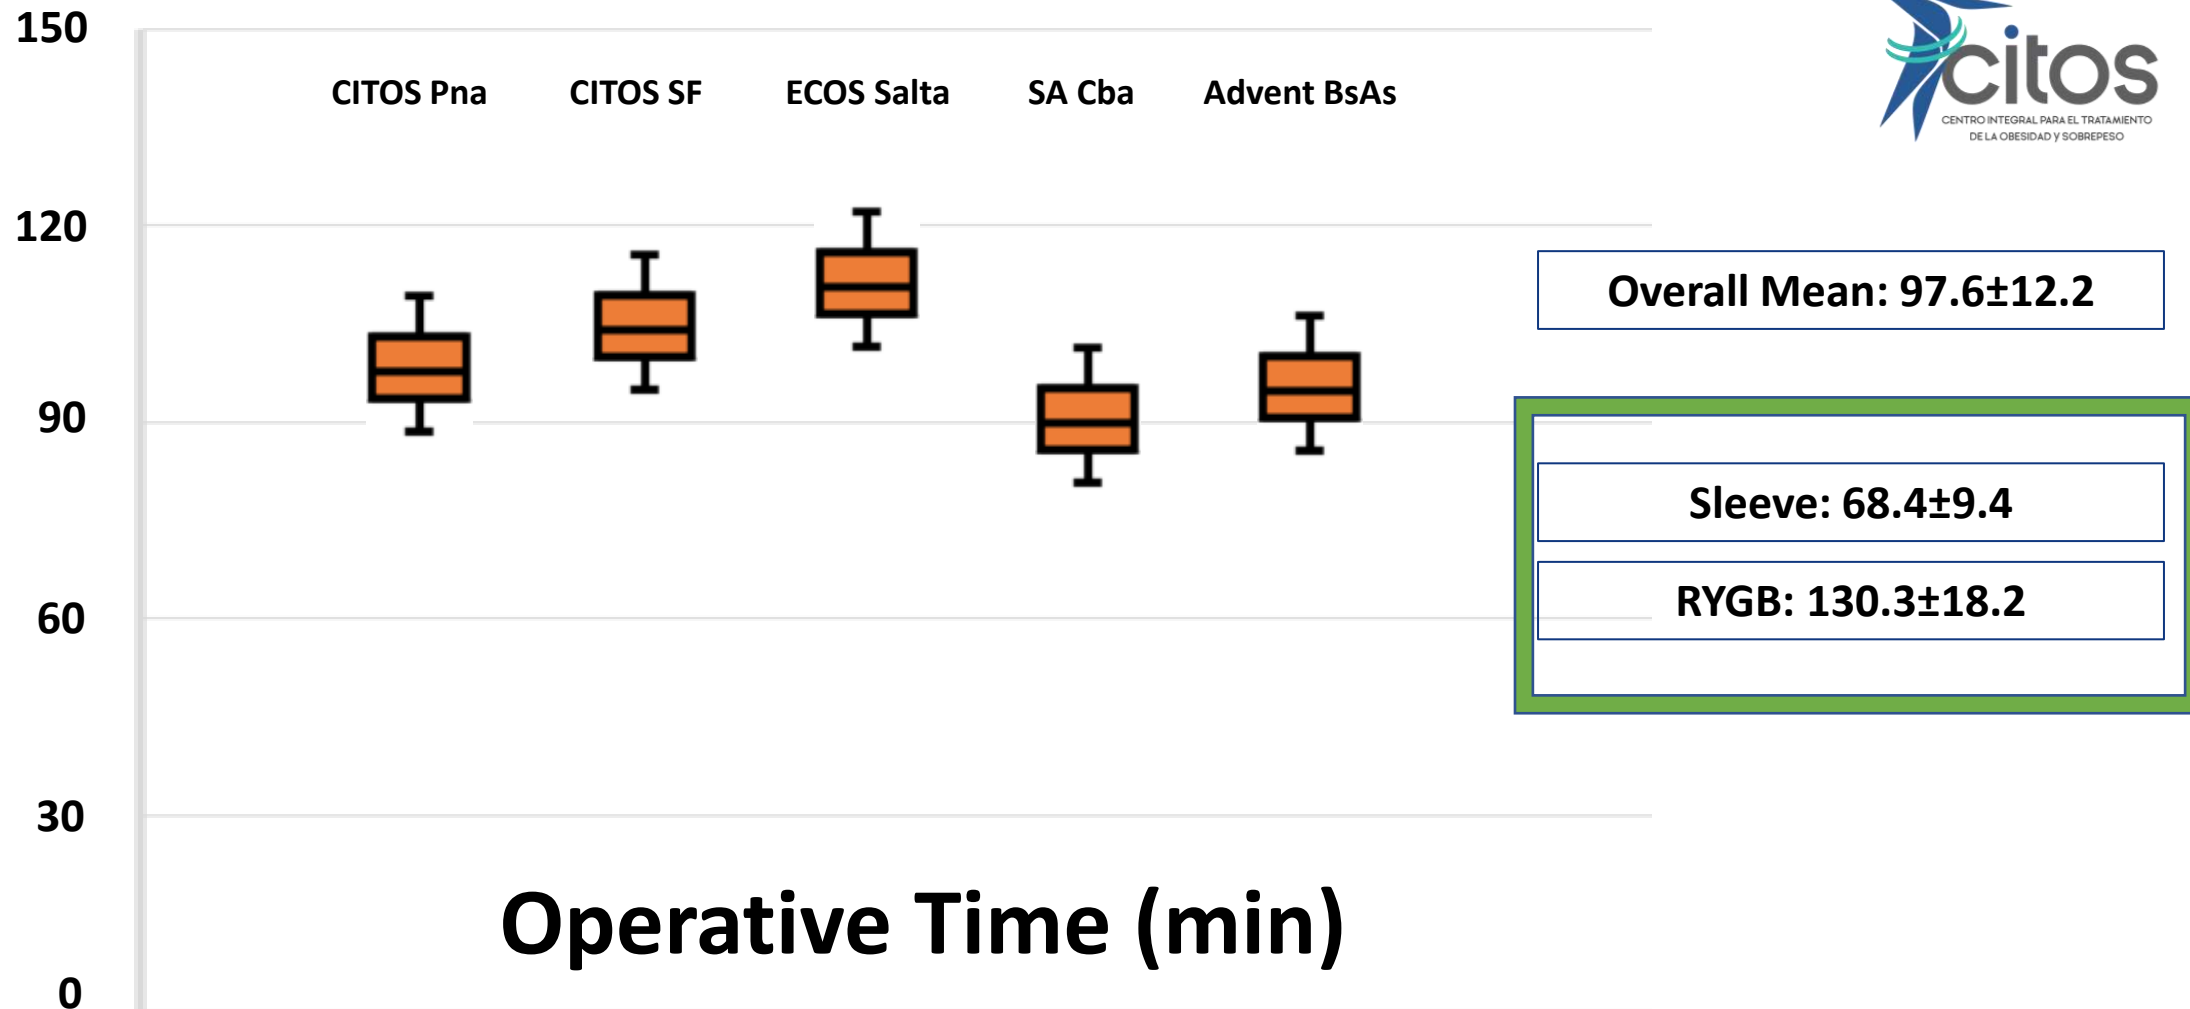 150
CITOS Pna
CITOS SF
ECOS Salta
SA Cba
Advent BsAs
citos
CENTRO INTEGRAL PARA EL TRATAMIENTO
DE LA OBESIDAD y SOBREPESO
120
Overall Mean: 97.6±12.2
90
Sleeve: 68.4±9.4
RYGB: 130.3±18.2
60
30
Operative Time (min)
0